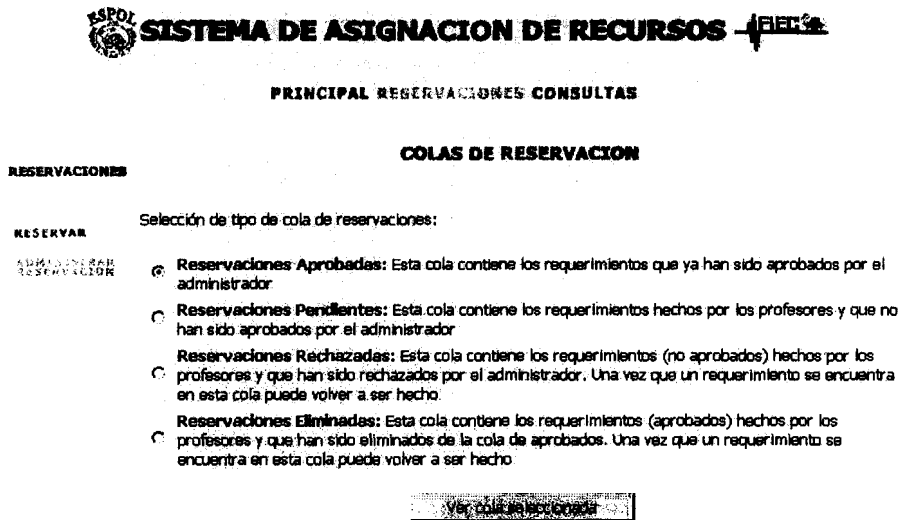 ESPOL SISTEMA DE ASIGNACION DE RECURSOS FIEC
PRINCIPAL RESERVACIONES CONSULTAS
COLAS DE RESERVACION
RESERVACIONES
RESERVAR
ADMINISTRAR
RESERVACION
Selección de tipo de cola de reservaciones:
Reservaciones Aprobadas: Esta cola contiene los requerimientos que ya han sido aprobados por el
administrador
Reservaciones Pendientes: Esta cola contiene los requerimientos hechos por los profesores y que no
han sido aprobados por el administrador
Reservaciones Rechazadas: Esta cola contiene los requerimientos (no aprobados) hechos por los
profesores y que han sido rechazados por el administrador. Una vez que un requerimiento se encuentra
en esta cola puede volver a ser hecho
Reservaciones Eliminadas: Esta cola contiene los requerimientos (aprobados) hechos por los
profesores y que han sido eliminados de la cola de aprobados. Una vez que un requerimiento se
encuentra en esta cola puede volver a ser hecho
Ver cola seleccionada